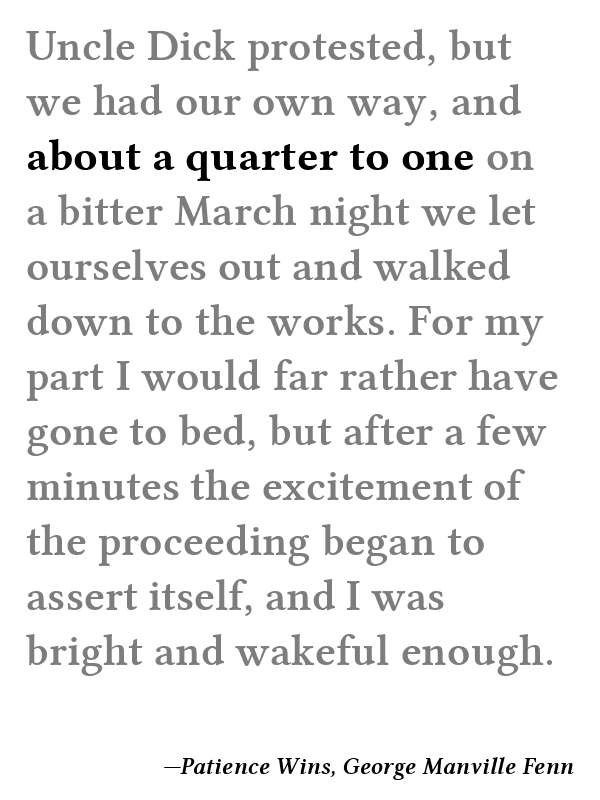 Uncle Dick protested, but
we had our own way, and
about a quarter to one on
a bitter March night we let
ourselves out and walked
down to the works. For my
part I would far rather have
gone to bed, but after a few
minutes the excitement of
the proceeding began to
assert itself, and I was
bright and wakeful enough.
—Patience Wins, George Manville Fenn